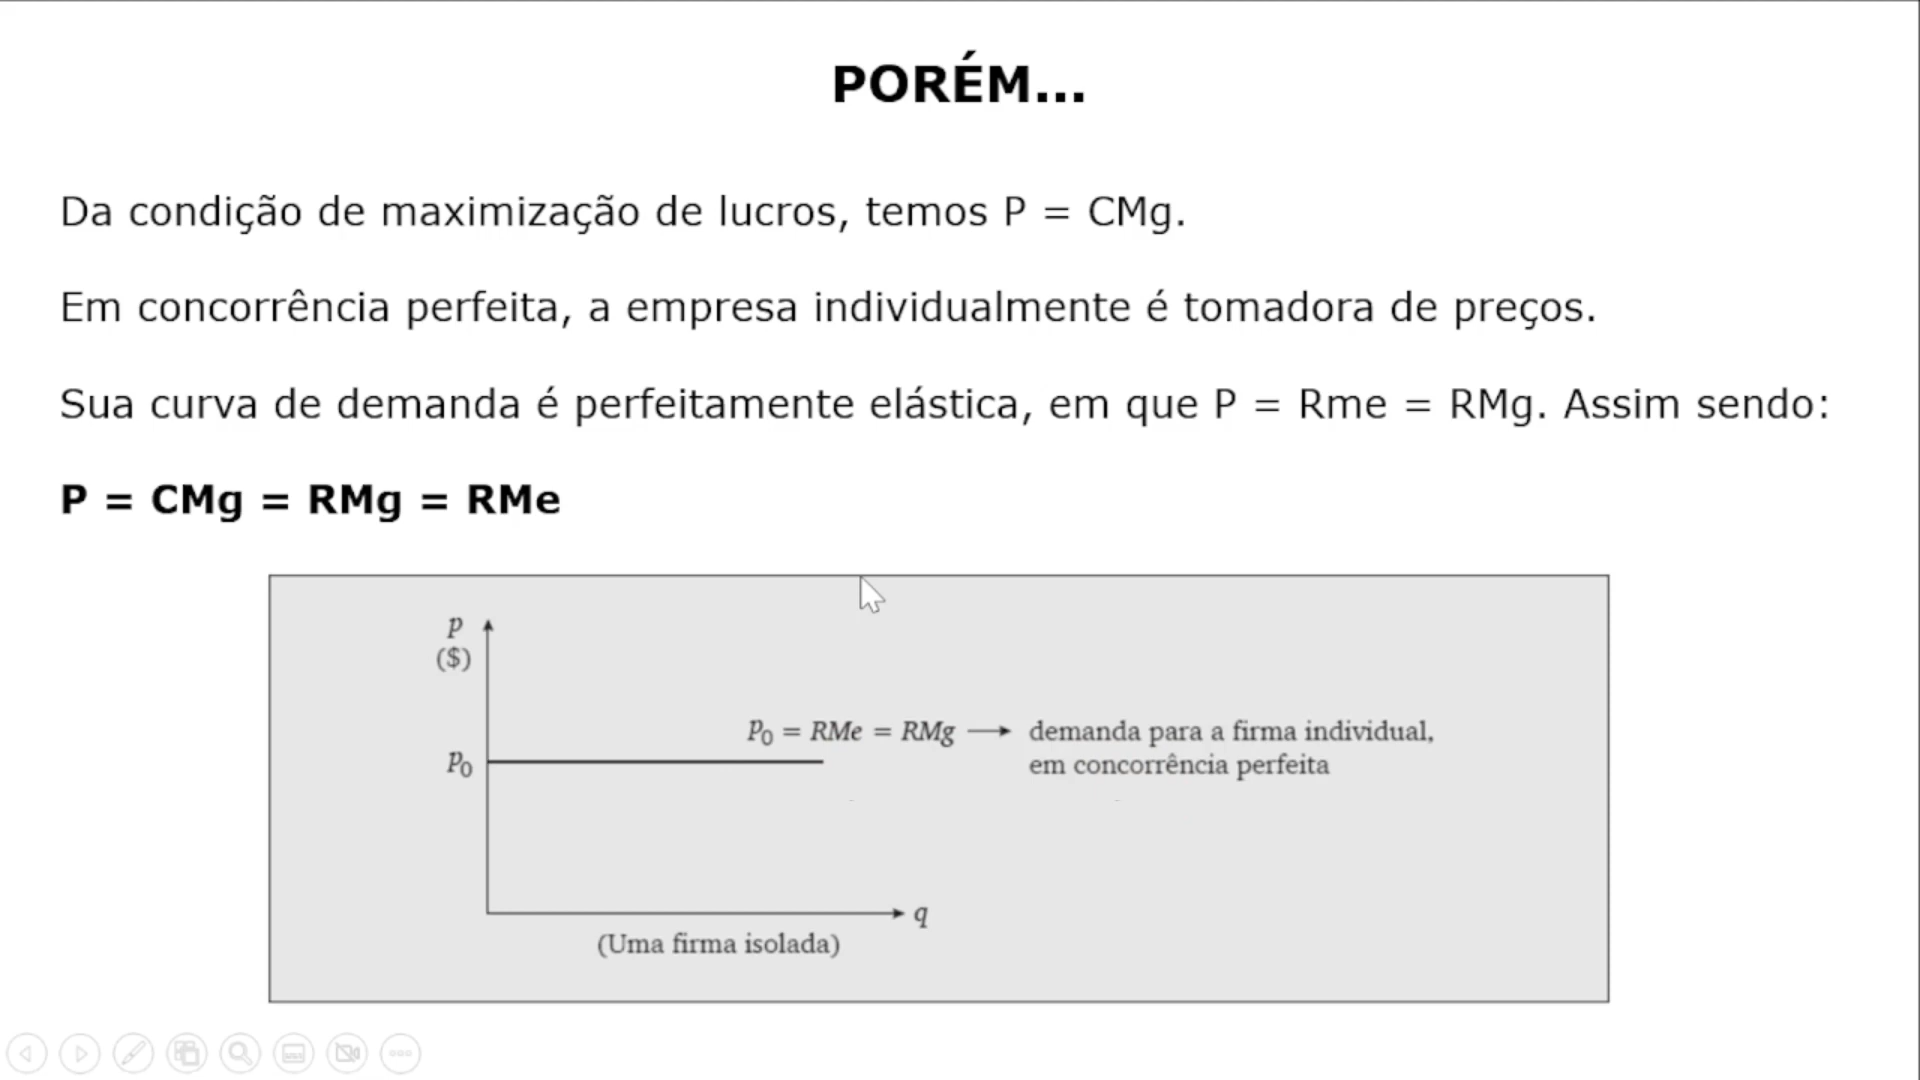 PORÉM...
Da condição de maximização de lucros, temos P = CMg.
Em concorrência perfeita, a empresa individualmente é tomadora de preços.
Sua curva de demanda é perfeitamente elástica, em que P = Rme = RMg. Assim sendo:
P = CMg = RMg = RMe
p
($)
p₀ = RMe = RMg → demanda para a firma individual,
em concorrência perfeita
p₀
q
(Uma firma isolada)